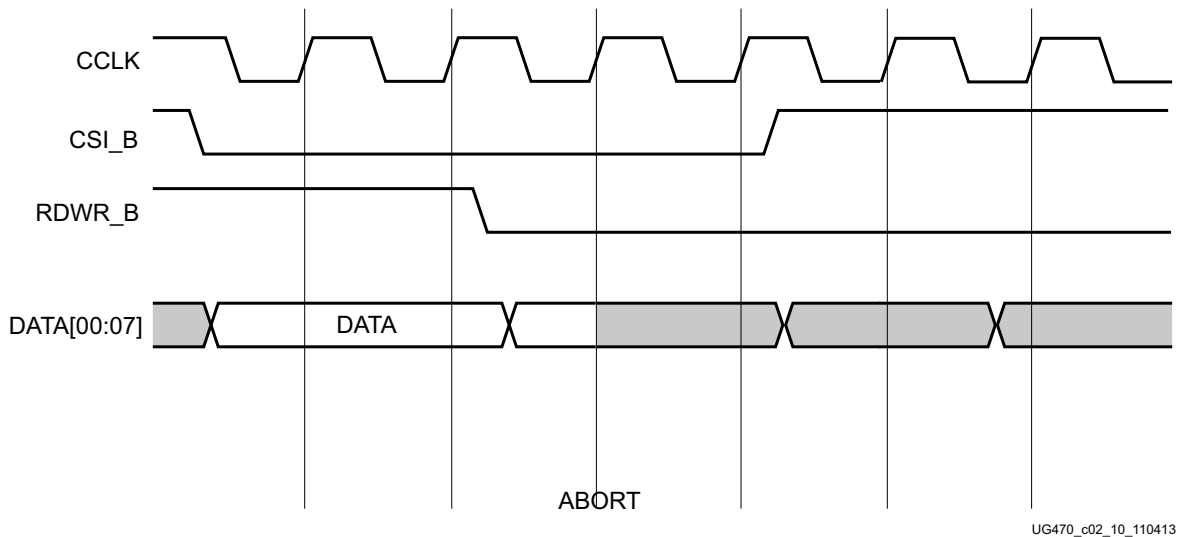 CCLK
CSI_B
RDWR_B
DATA[00:07]
DATA
ABORT
UG470_c02_10_110413